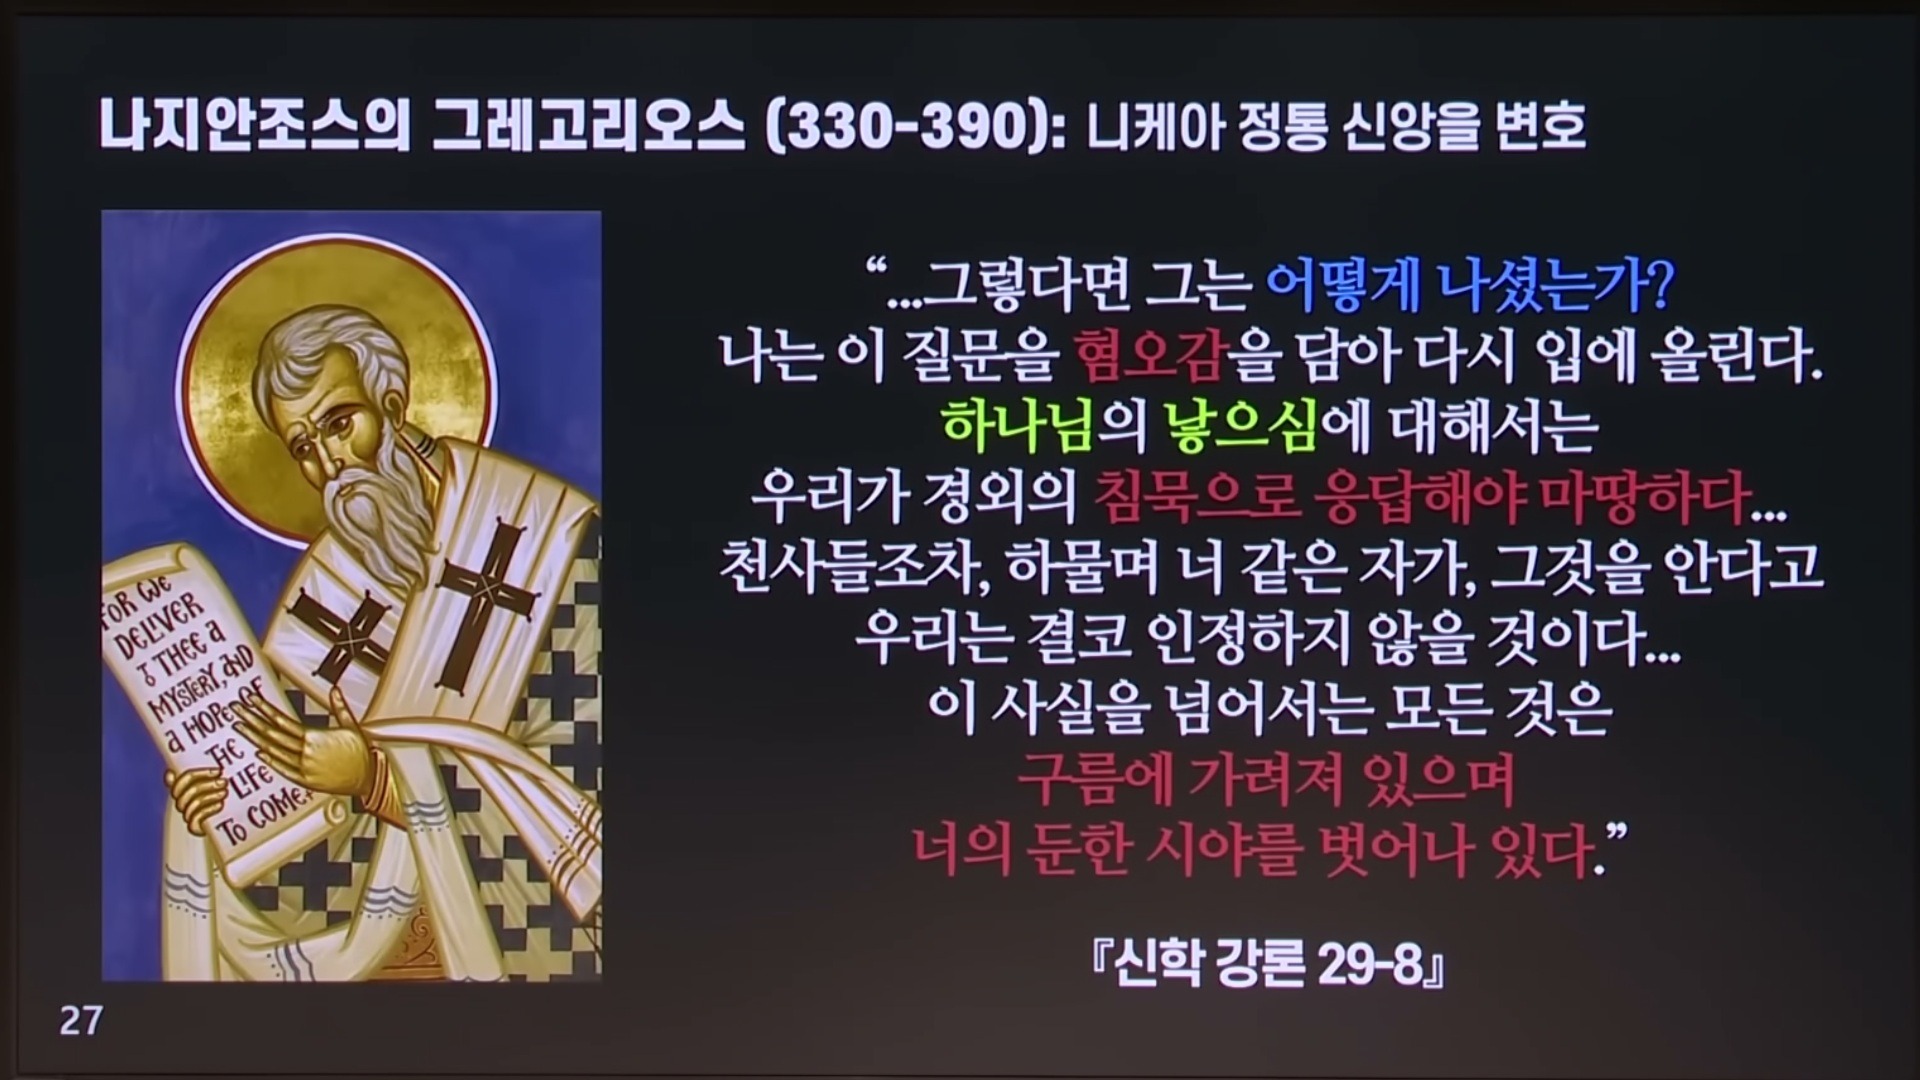 나지안조스의 그레고리오스 (330-390): 니케아 정통 신앙을 변호
“...그렇다면 그는 어떻게 나셨는가?
나는 이 질문을 혐오감을 담아 다시 입에 올린다.
하나님의 낳으심에 대해서는
우리가 경외의 침묵으로 응답해야 마땅하다...
천사들조차, 하물며 너 같은 자가, 그것을 안다고
우리는 결코 인정하지 않을 것이다...
이 사실을 넘어서는 모든 것은
구름에 가려져 있으며
너의 둔한 시야를 벗어나 있다.”
『신학 강론 29-8』
FOR WE
DELIVER
THEE a
MYSTERY, AND
a HOPE OF
THE
LIFE
TO COME+
27